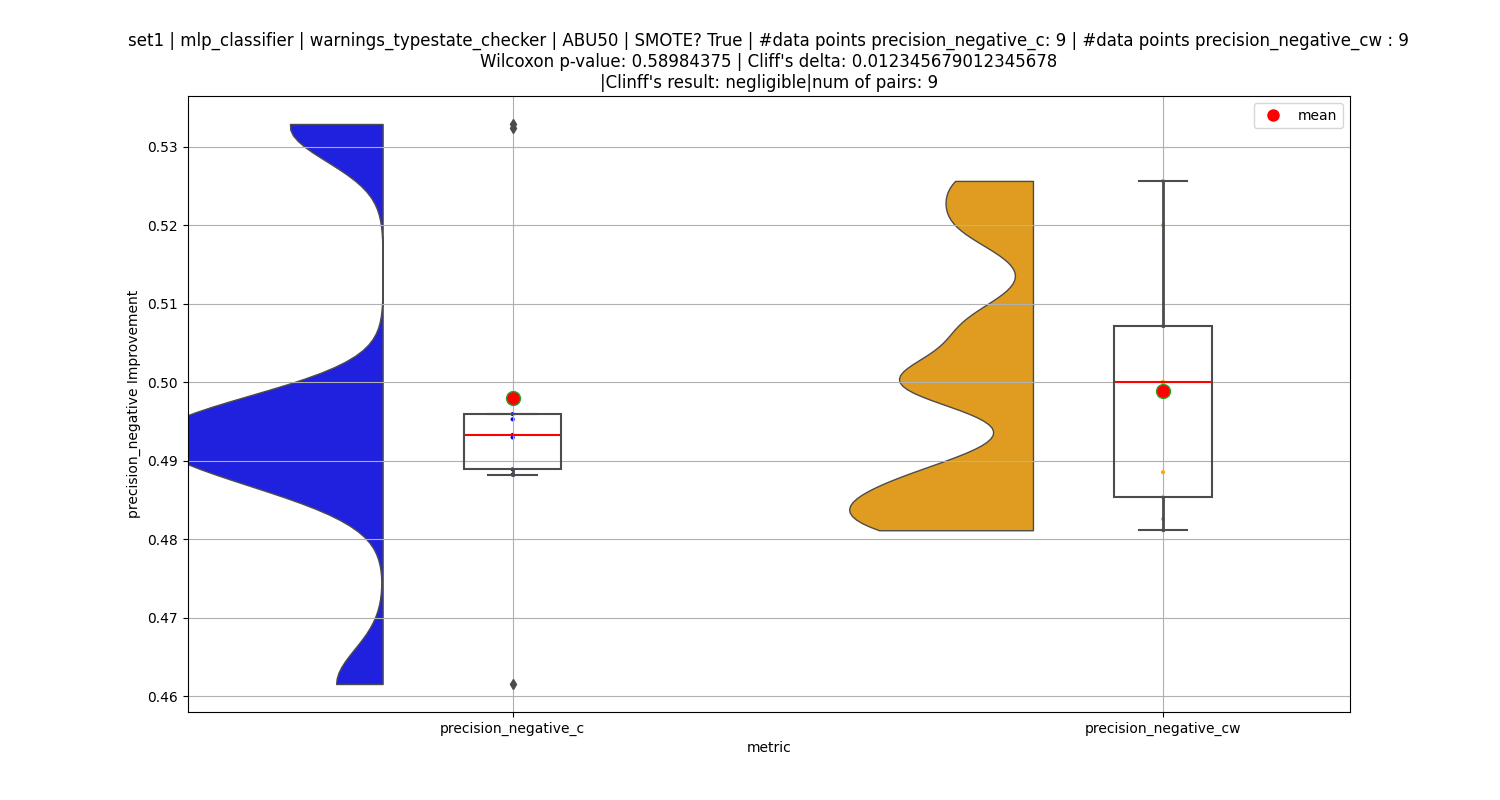 set1 | mlp_classifier | warnings_typestate_checker | ABU50 | SMOTE? True | #data points precision_negative_c: 9 | #data points precision_negative_cw : 9
Wilcoxon p-value: 0.58984375 | Cliff's delta: 0.012345679012345678
|Clinff's result: negligible|num of pairs: 9
mean
0.53
0.52
0.51
0.50
0.49
0.48
0.47
0.46
precision_negative Improvement
precision_negative_c
precision_negative_cw
metric